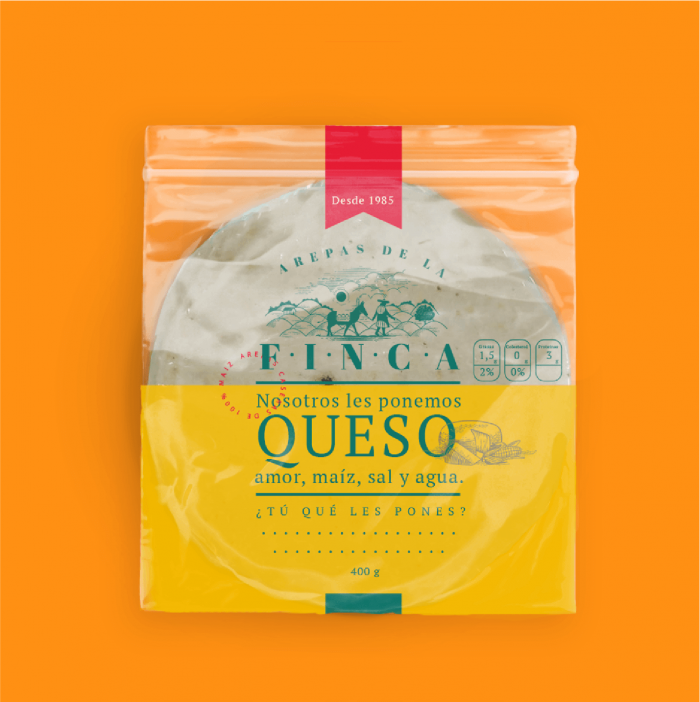 Desde 1985
AREPAS DE LA
F·I·N·C·A
Grasa
1,5
g
2%
0
g
0%
3
g
Nosotros les ponemos
QUESO
amor, maíz, sal y agua.
¿TÚ QUÉ LES PONES?
400 g